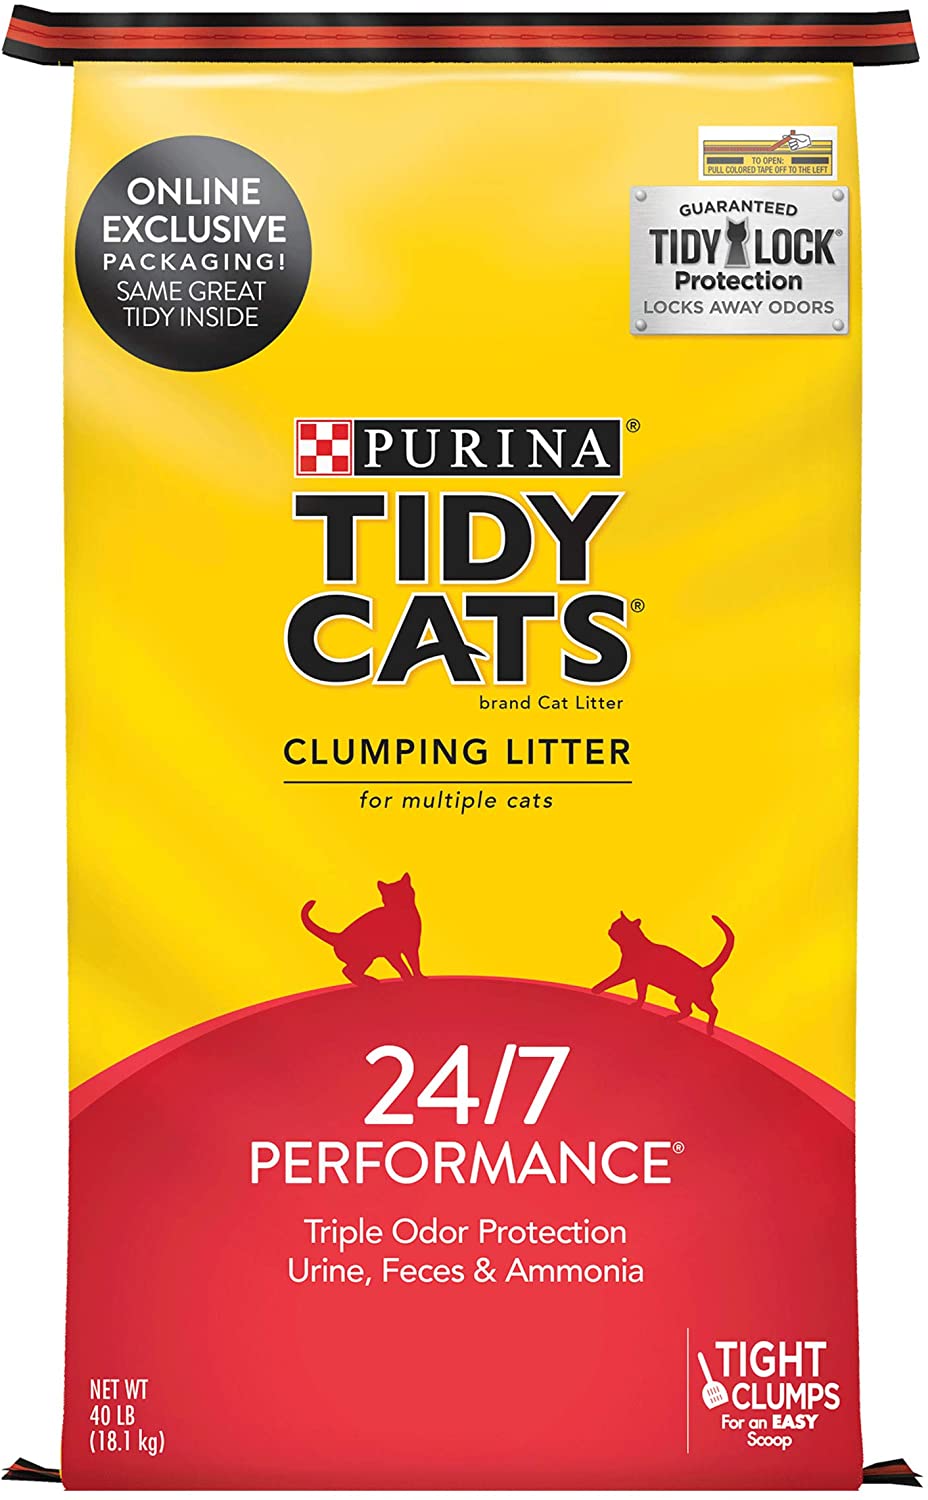 ONLINE
EXCLUSIVE
PACKAGING!
SAME GREAT
TIDY INSIDE
TO OPEN:
PULL COLORED TAPE OFF TO THE LEFT
GUARANTEED
TIDY LOCK®
Protection
LOCKS AWAY ODORS
PURINA®
TIDY
CATS®
brand Cat Litter
CLUMPING LITTER
for multiple cats
24/7
PERFORMANCE®
Triple Odor Protection
Urine, Feces & Ammonia
NET WT
40 LB
(18.1 kg)
TIGHT
CLUMPS
For an EASY
Scoop